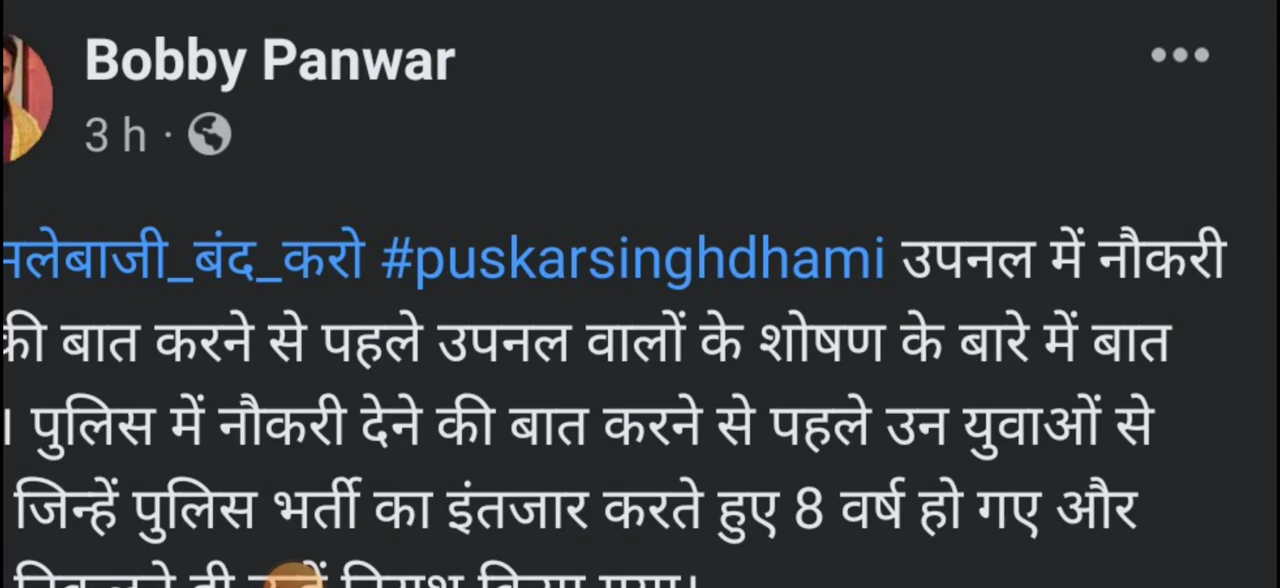 Bobby Panwar
3 h ·
लेबाजी_बंद_करो #puskarsinghdhami उपनल में नौकरी
की बात करने से पहले उपनल वालों के शोषण के बारे में बात
। पुलिस में नौकरी देने की बात करने से पहले उन युवाओं से
जिन्हें पुलिस भर्ती का इंतजार करते हुए 8 वर्ष हो गए और